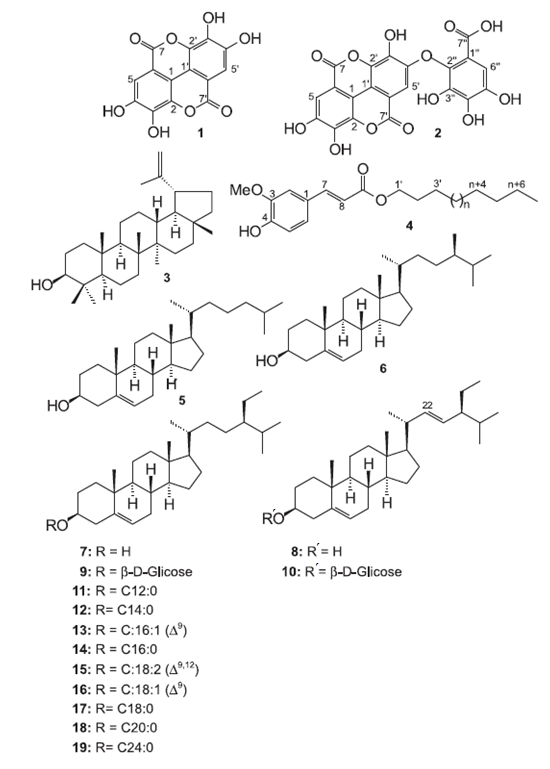 OH
O 2' OH
O 7
5 1 1' 5'
HO 2 O 7' O
OH
1
O OH
7" OH
OH
O 2' O 1"
O 7 2" 6"
5 1 1' 5' HO 3" OH
HO 2 O 7' O OH
OH
2
HO
3
O
MeO 3 1 7 O 1' 3' n+4 n+6
4 8 ( )n
HO
4
H H
H
HO
5
H
H H
HO
6
H
H H
RO
7: R = H
9: R = β-D-Glicose
11: R = C12:0
12: R = C14:0
13: R = C:16:1 (Δ9)
14: R = C16:0
15: R = C:18:2 (Δ9,12)
16: R = C:18:1 (Δ9)
17: R= C18:0
18: R = C20:0
19: R= C24:0
22
H
H H
RO
8: R = H
10: R = β-D-Glicose